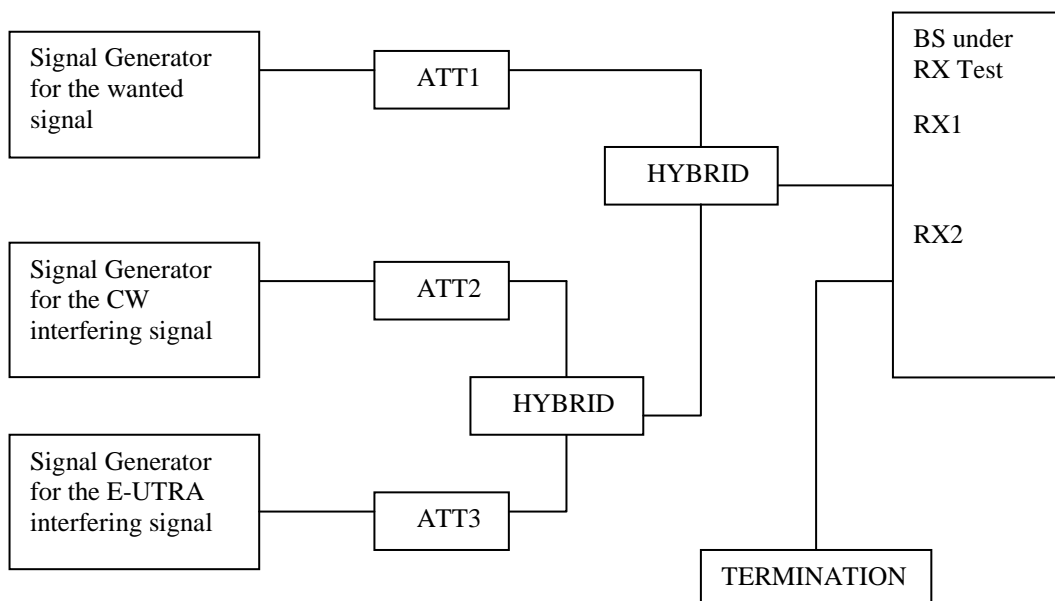 Signal Generator
for the wanted
signal
ATT1
HYBRID
BS under
RX Test
RX1
RX2
Signal Generator
for the CW
interfering signal
ATT2
HYBRID
Signal Generator
for the E-UTRA
interfering signal
ATT3
TERMINATION